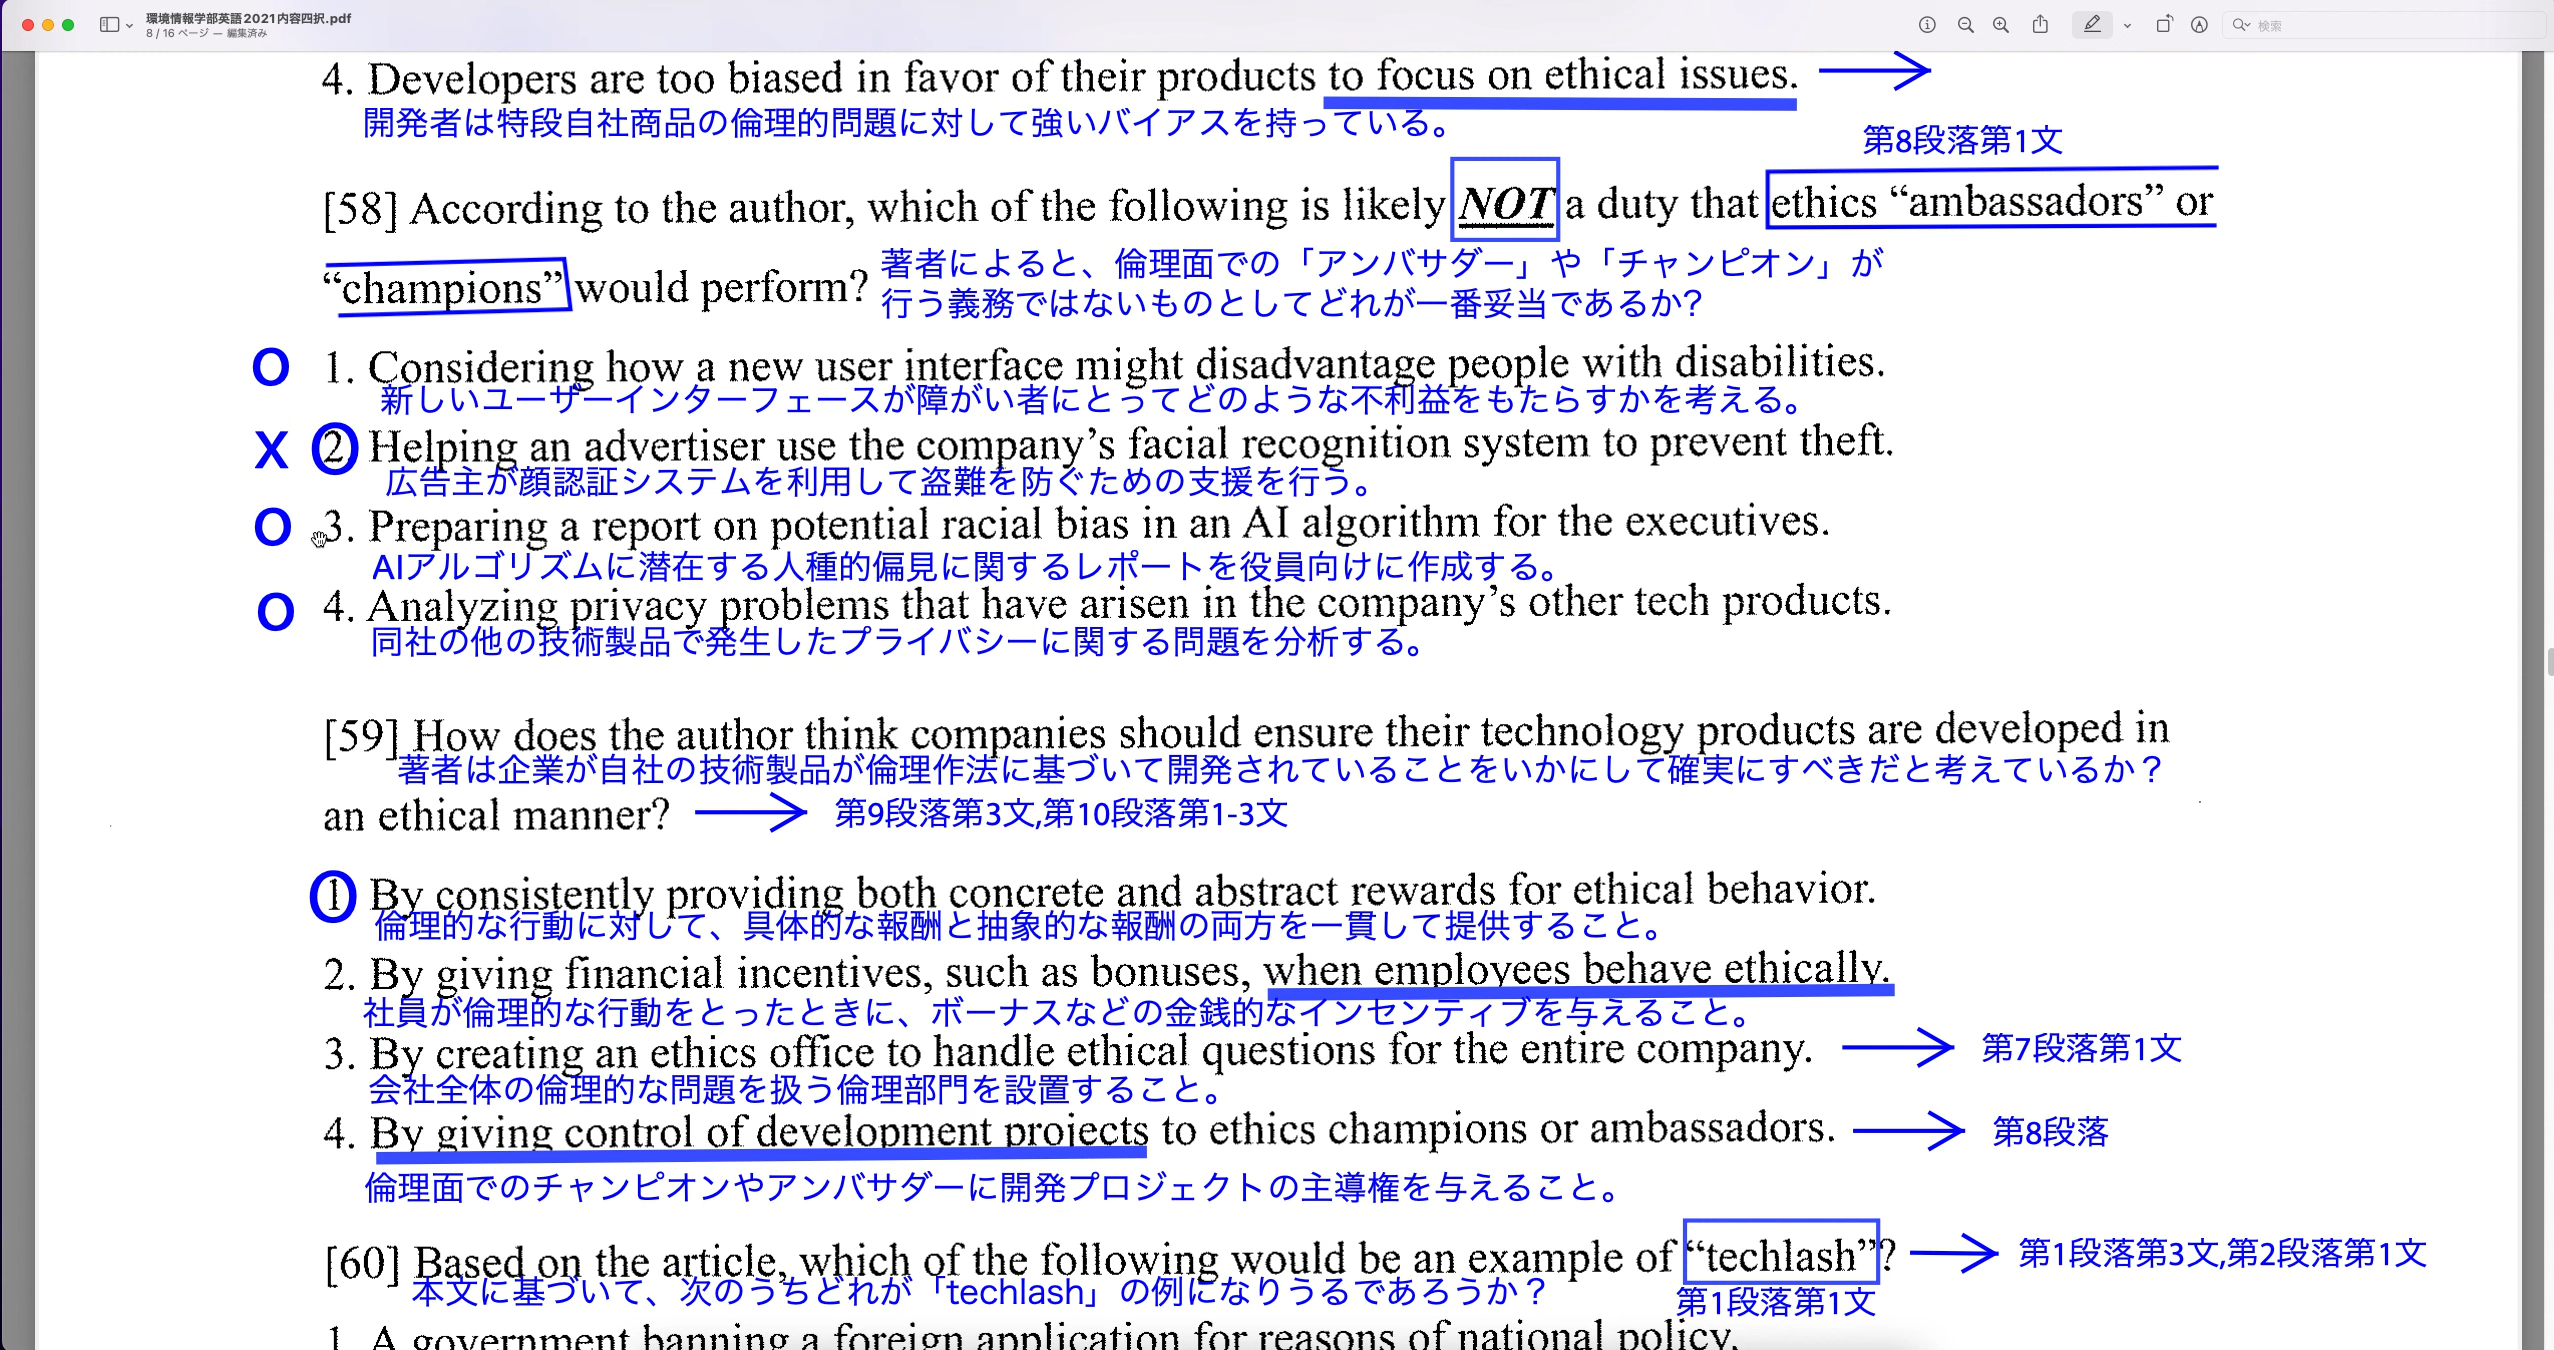 環境情報学部英語2021内容四択.pdf
8 / 16 ページ — 編集済み
検索
4. Developers are too biased in favor of their products to focus on ethical issues.
開発者は特段自社商品の倫理的問題に対して強いバイアスを持っている。
第8段落第1文
[58] According to the author, which of the following is likely NOT a duty that ethics “ambassadors” or
“champions” would perform?
著者によると、倫理面での「アンバサダー」や「チャンピオン」が
行う義務ではないものとしてどれが一番妥当であるか?
O 1. Considering how a new user interface might disadvantage people with disabilities.
新しいユーザーインターフェースが障がい者にとってどのような不利益をもたらすかを考える。
X 2. Helping an advertiser use the company’s facial recognition system to prevent theft.
広告主が顔認証システムを利用して盗難を防ぐための支援を行う。
O 3. Preparing a report on potential racial bias in an AI algorithm for the executives.
AIアルゴリズムに潜在する人種的偏見に関するレポートを役員向けに作成する。
O 4. Analyzing privacy problems that have arisen in the company’s other tech products.
同社の他の技術製品で発生したプライバシーに関する問題を分析する。
[59] How does the author think companies should ensure their technology products are developed in
著者は企業が自社の技術製品が倫理作法に基づいて開発されていることをいかにして確実にすべきだと考えているか？
an ethical manner? 第9段落第3文,第10段落第1-3文
1 By consistently providing both concrete and abstract rewards for ethical behavior.
倫理的な行動に対して、具体的な報酬と抽象的な報酬の両方を一貫して提供すること。
2. By giving financial incentives, such as bonuses, when employees behave ethically.
社員が倫理的な行動をとったときに、ボーナスなどの金銭的なインセンティブを与えること。
3. By creating an ethics office to handle ethical questions for the entire company. 第7段落第1文
会社全体の倫理的な問題を扱う倫理部門を設置すること。
4. By giving control of development projects to ethics champions or ambassadors. 第8段落
倫理面でのチャンピオンやアンバサダーに開発プロジェクトの主導権を与えること。
[60] Based on the article, which of the following would be an example of “techlash”? 第1段落第3文,第2段落第1文
本文に基づいて、次のうちどれが「techlash」の例になりうるであろうか？
第1段落第1文
1. A government banning a foreign application for reasons of national policy.